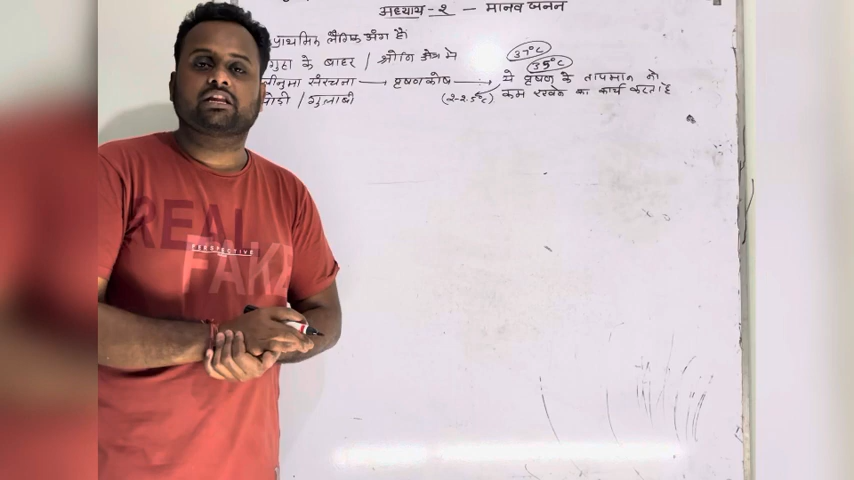 अध्याय - २ — मानव जनन
प्राथमिक लैंगिक अंग है।
गुहा के बाहर / श्रोणि क्षेत्र मे
37°C
35°C
लीनुमा संरचना → वृषणकोष → ये वृषण के तापमान को
(2-2.5°C) कम रखने का कार्य करता है
/ गुलाबी
REAL
PERSPECTIVE
FAKE